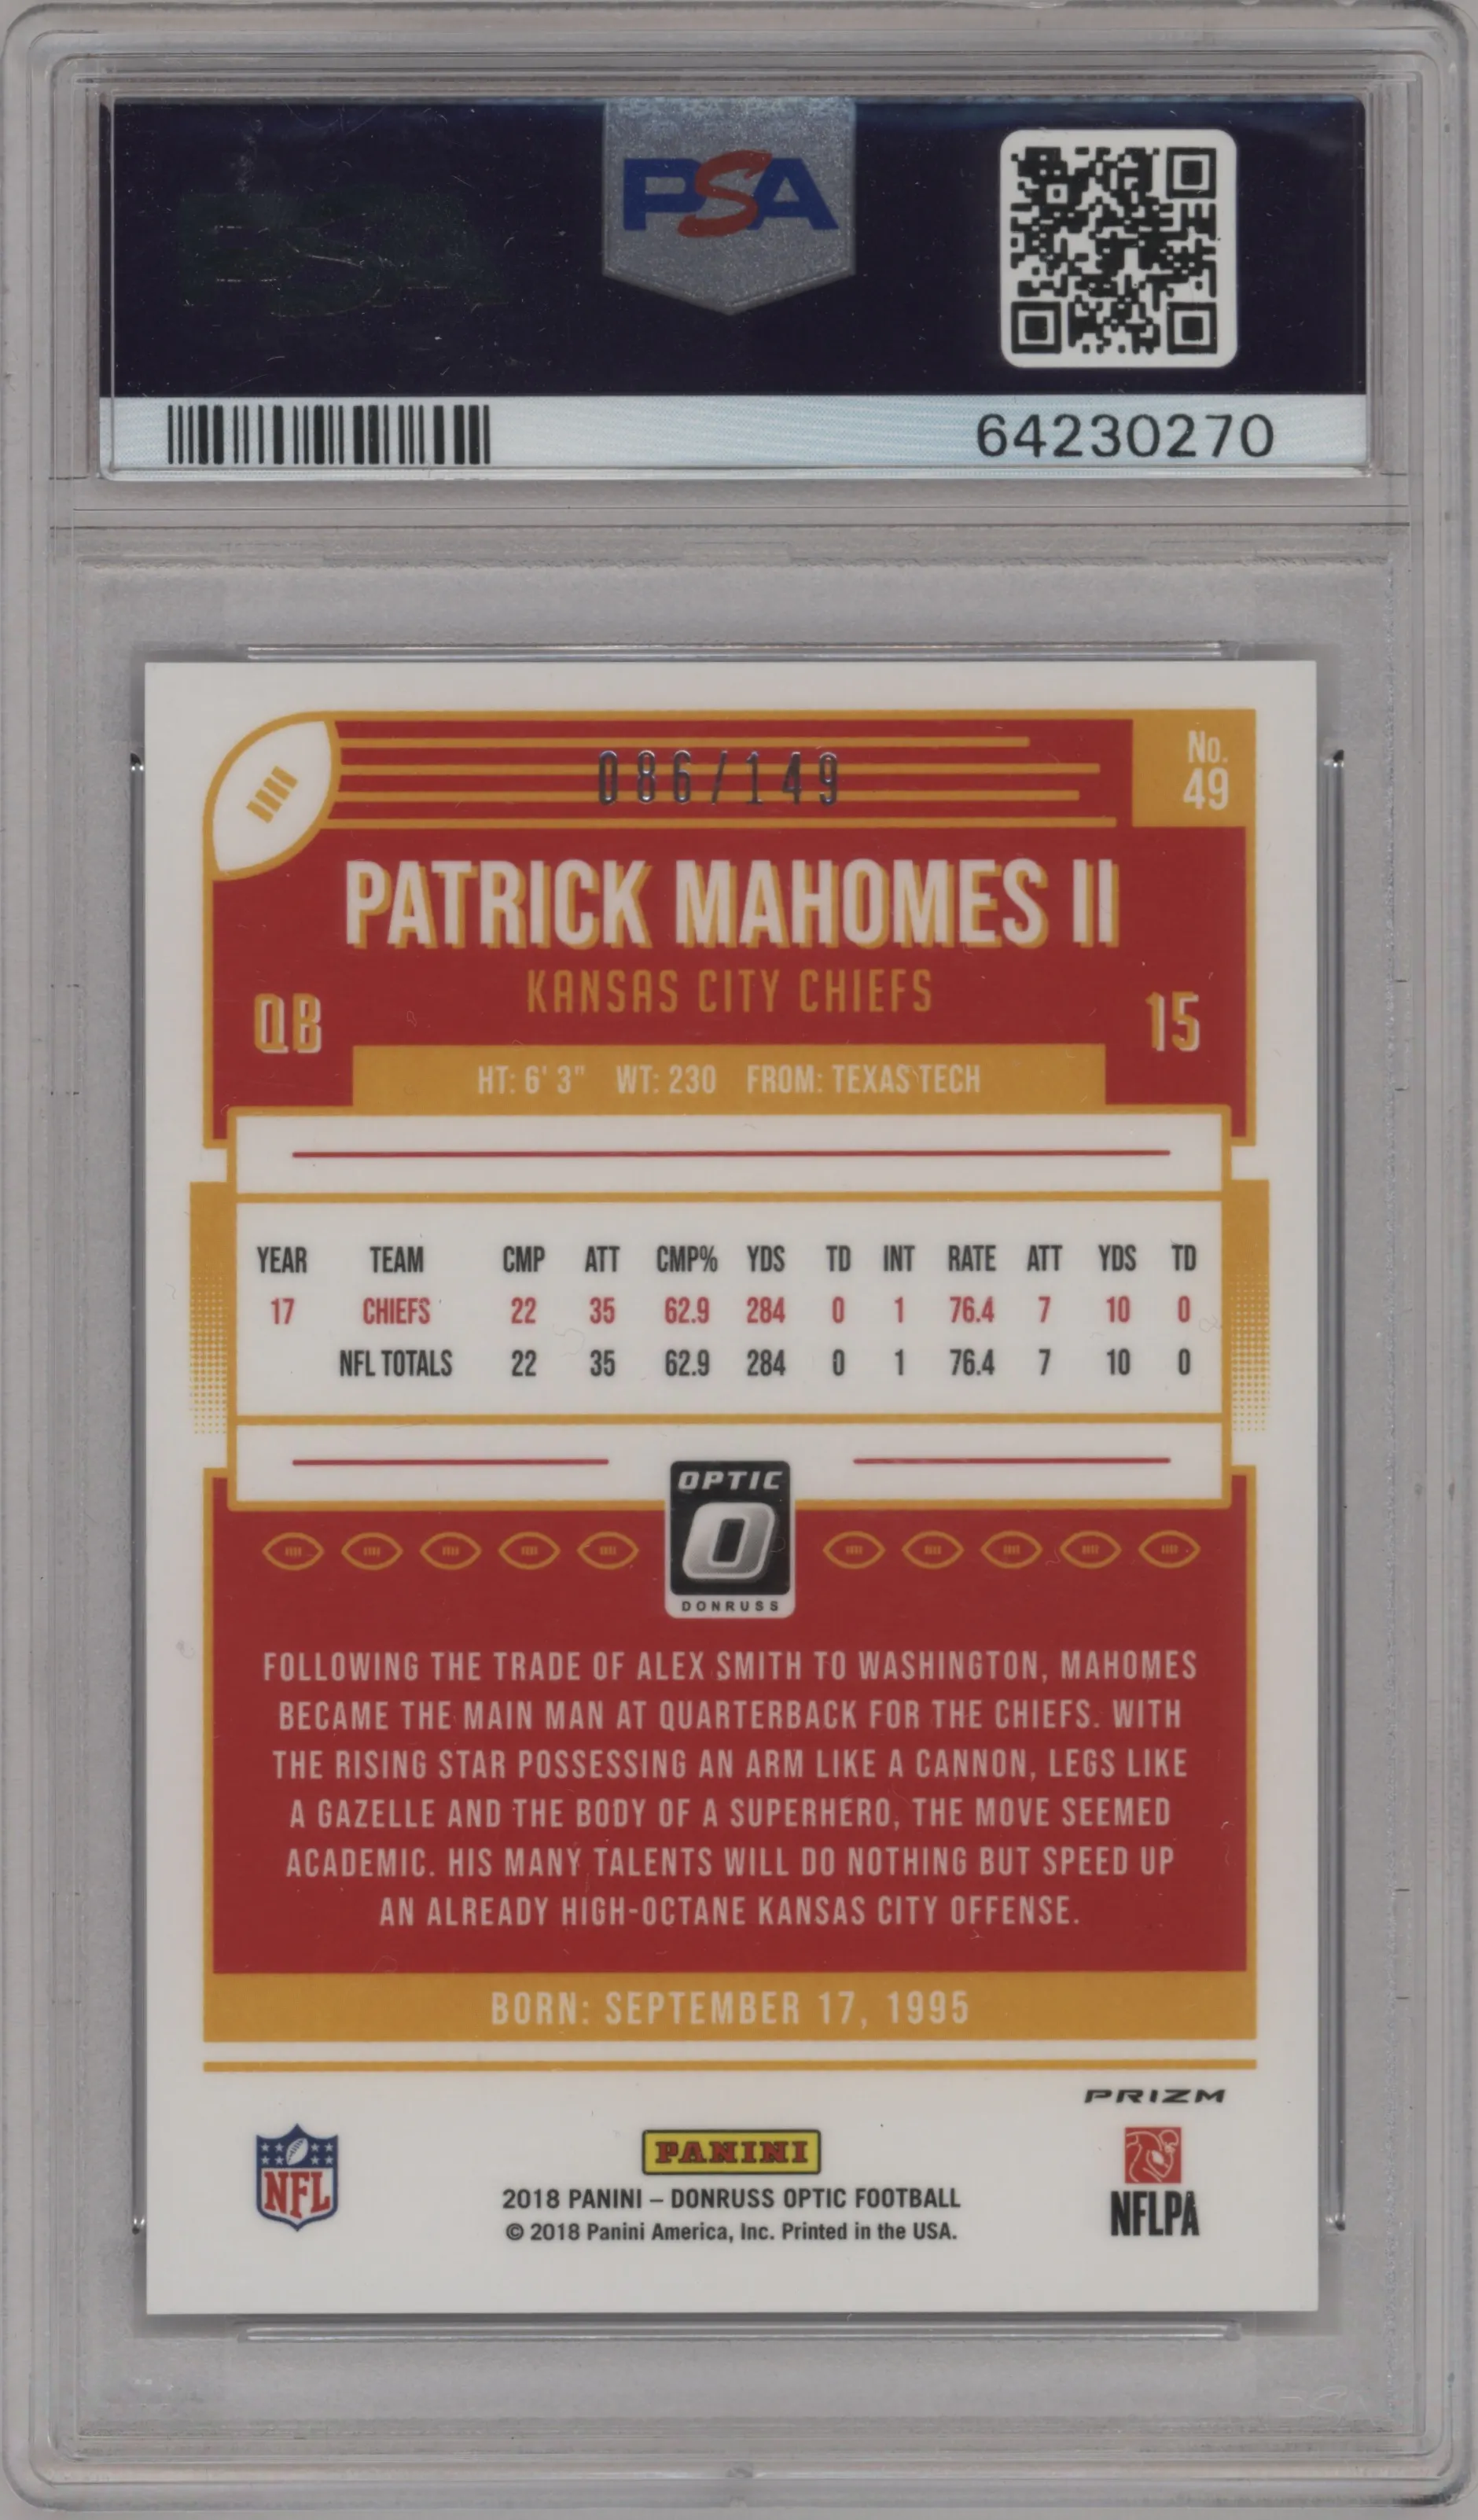 PSA
64230270
086/149
No.
49
PATRICK MAHOMES II
KANSAS CITY CHIEFS
QB
15
HT: 6' 3" WT: 230 FROM: TEXAS TECH
YEAR TEAM CMP ATT CMP% YDS TD INT RATE ATT YDS TD
17 CHIEFS 22 35 62.9 284 0 1 76.4 7 10 0
NFL TOTALS 22 35 62.9 284 0 1 76.4 7 10 0
OPTIC
O
DONRUSS
FOLLOWING THE TRADE OF ALEX SMITH TO WASHINGTON, MAHOMES
BECAME THE MAIN MAN AT QUARTERBACK FOR THE CHIEFS. WITH
THE RISING STAR POSSESSING AN ARM LIKE A CANNON, LEGS LIKE
A GAZELLE AND THE BODY OF A SUPERHERO, THE MOVE SEEMED
ACADEMIC. HIS MANY TALENTS WILL DO NOTHING BUT SPEED UP
AN ALREADY HIGH-OCTANE KANSAS CITY OFFENSE.
BORN: SEPTEMBER 17, 1995
PRIZM
NFL
PANINI
2018 PANINI – DONRUSS OPTIC FOOTBALL
© 2018 Panini America, Inc. Printed in the USA.
NFLPA